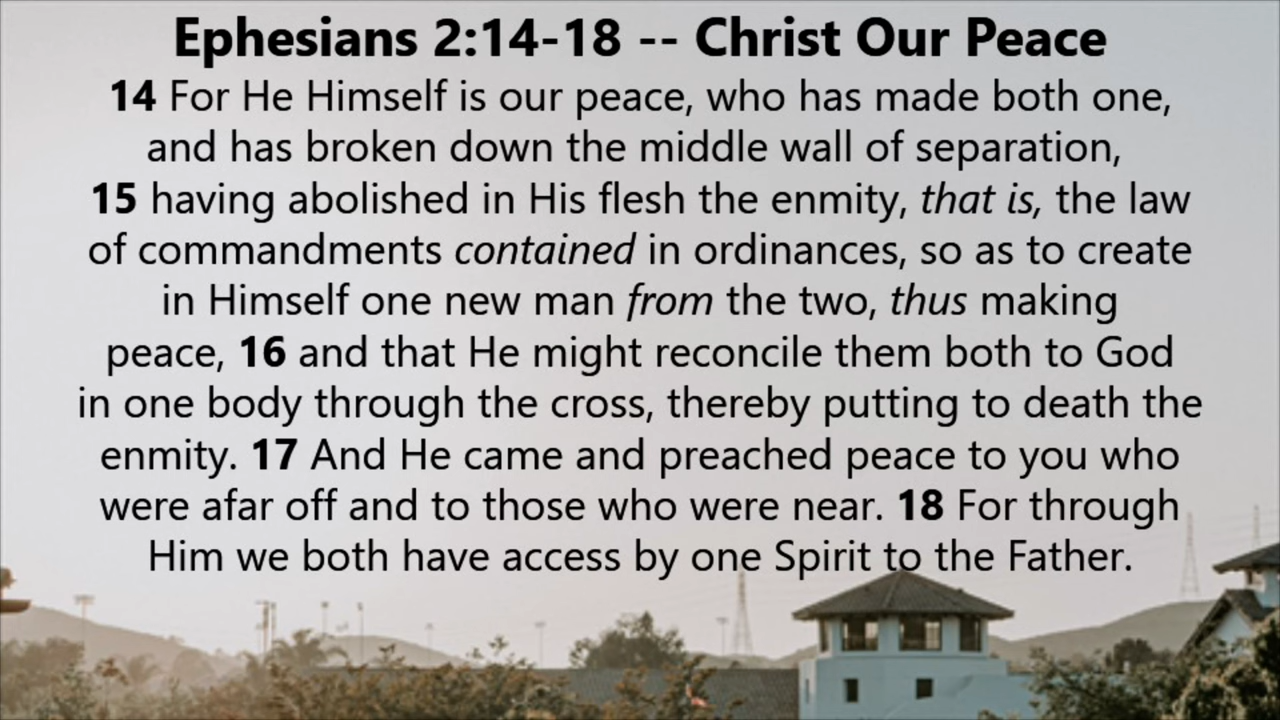 Ephesians 2:14-18 -- Christ Our Peace
14 For He Himself is our peace, who has made both one,
and has broken down the middle wall of separation,
15 having abolished in His flesh the enmity, that is, the law
of commandments contained in ordinances, so as to create
in Himself one new man from the two, thus making
peace, 16 and that He might reconcile them both to God
in one body through the cross, thereby putting to death the
enmity. 17 And He came and preached peace to you who
were afar off and to those who were near. 18 For through
Him we both have access by one Spirit to the Father.